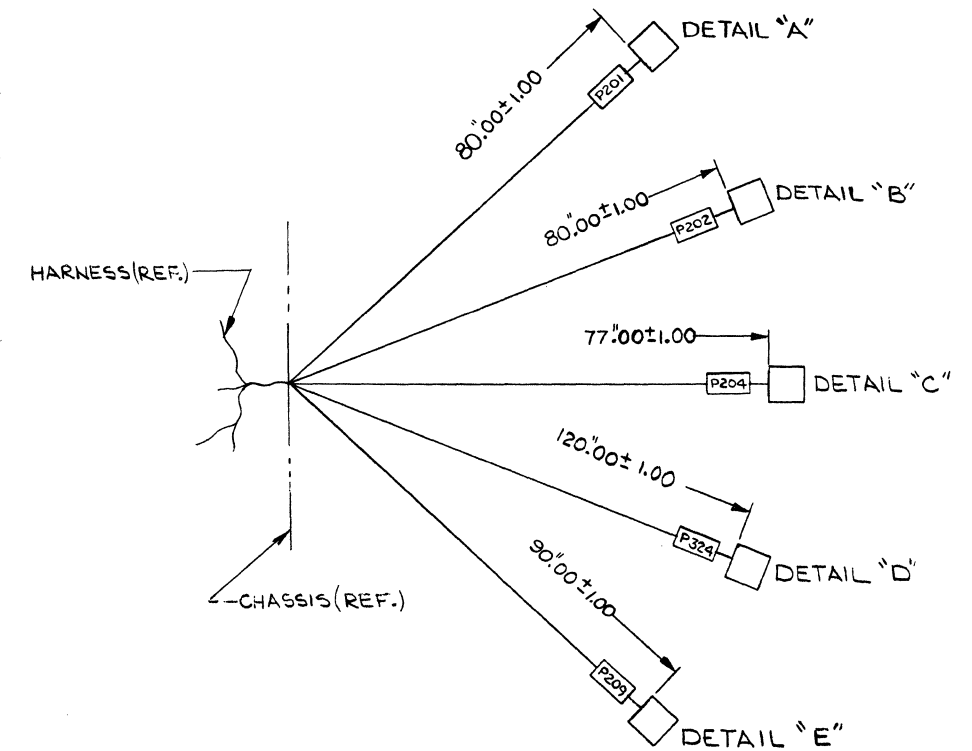 DETAIL "A"
P201
80".00±1.00
DETAIL "B"
80".00±1.00
P202
HARNESS (REF.)
77".00±1.00
P204
DETAIL "C"
120".00±1.00
P324
DETAIL "D"
90".00±1.00
CHASSIS (REF.)
P209
DETAIL "E"